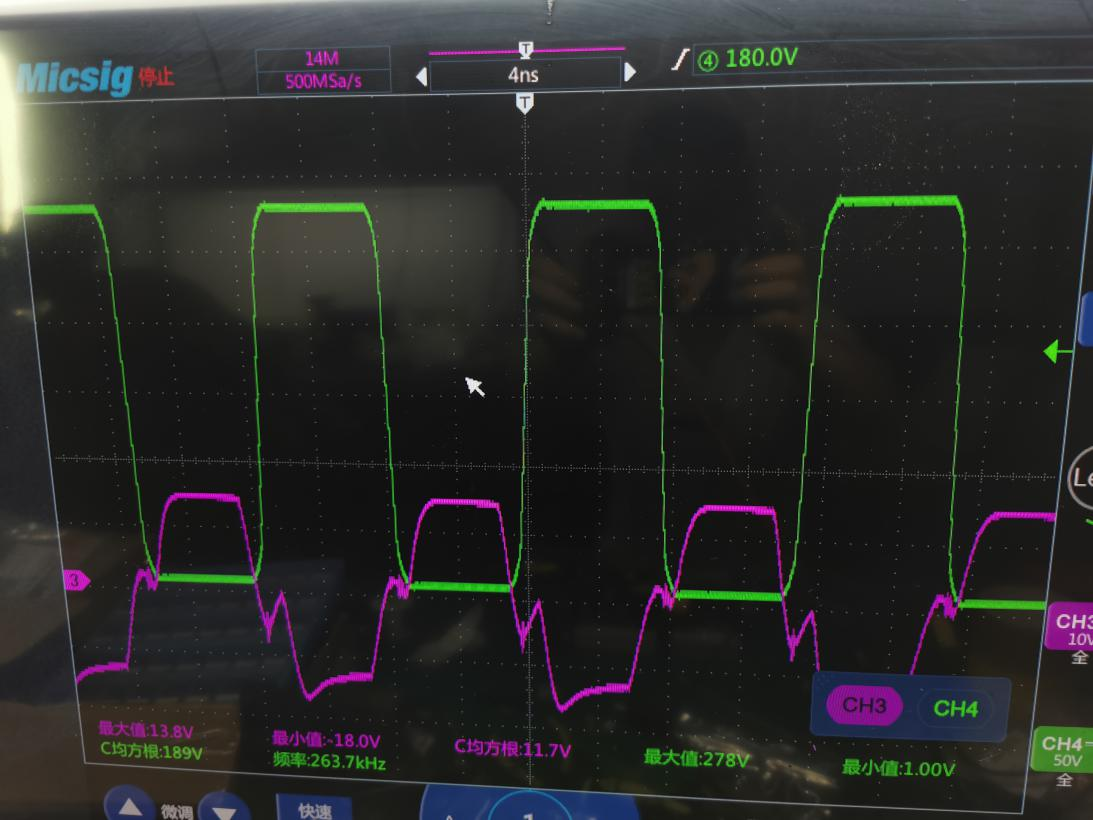 Micsig 停止
14M
500MSa/s
T
4ns
④ 180.0V
T
3
CH3
10V
全
CH3 CH4
CH4
50V
全
最大值:13.8V
C均方根:189V
最小值:-18.0V
频率:263.7kHz
C均方根:11.7V
最大值:278V
最小值:1.00V
微调
快速